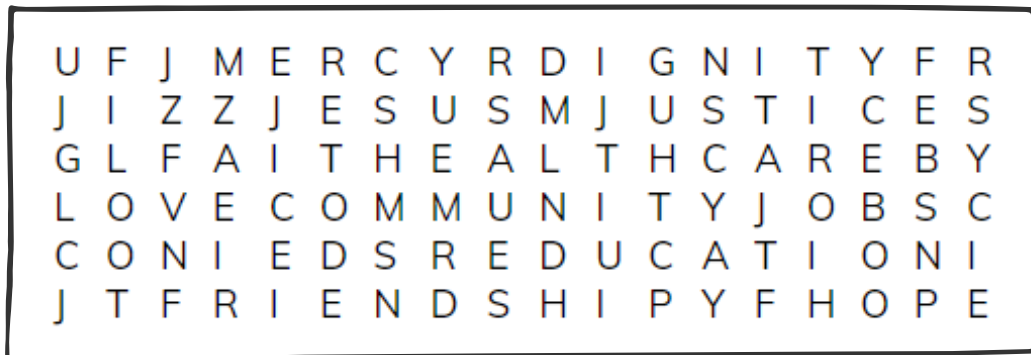 U F J M E R C Y R D I G N I T Y F R
J I Z Z J E S U S M J U S T I C E S
G L F A I T H E A L T H C A R E B Y
L O V E C O M M U N I T Y J O B S C
C O N I E D S R E D U C A T I O N I
J T F R I E N D S H I P Y F H O P E